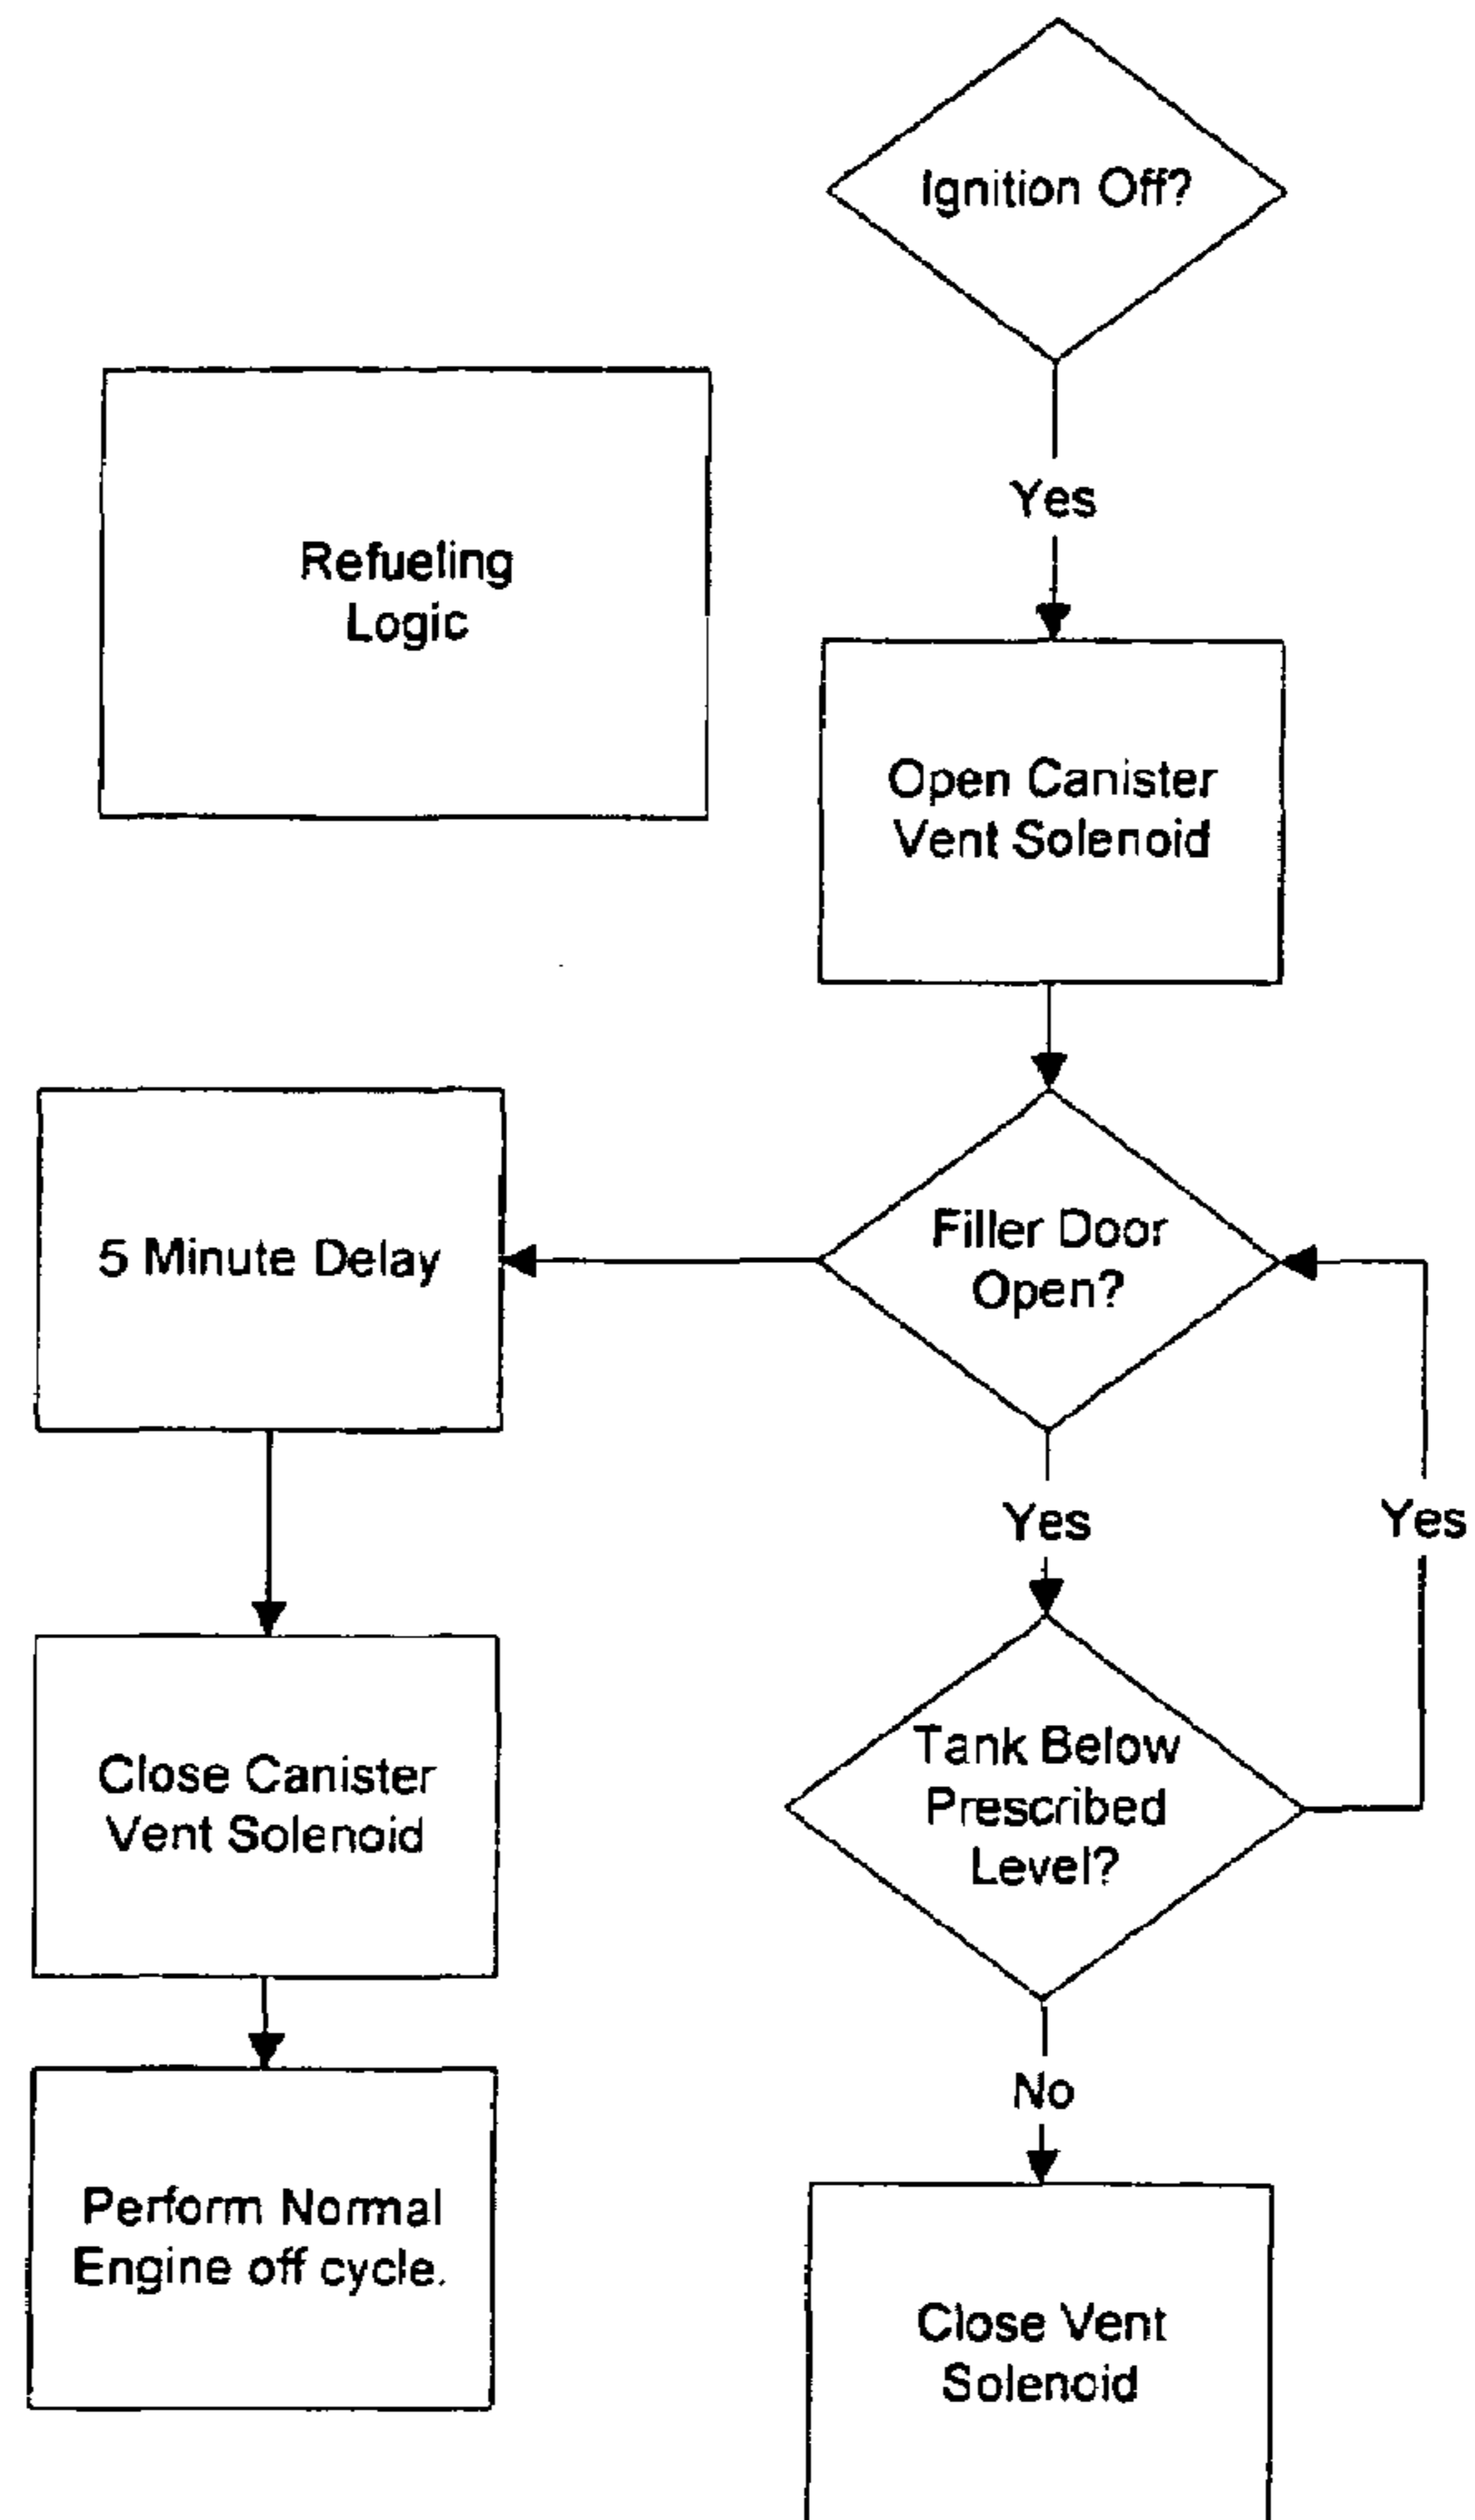 Ignition Off?
Yes
Refueling
Logic
Open Canister
Vent Solenoid
5 Minute Delay
Filler Door
Open?
Yes
Yes
Close Canister
Vent Solenoid
Tank Below
Prescribed
Level?
No
Perform Normal
Engine off cycle.
Close Vent
Solenoid